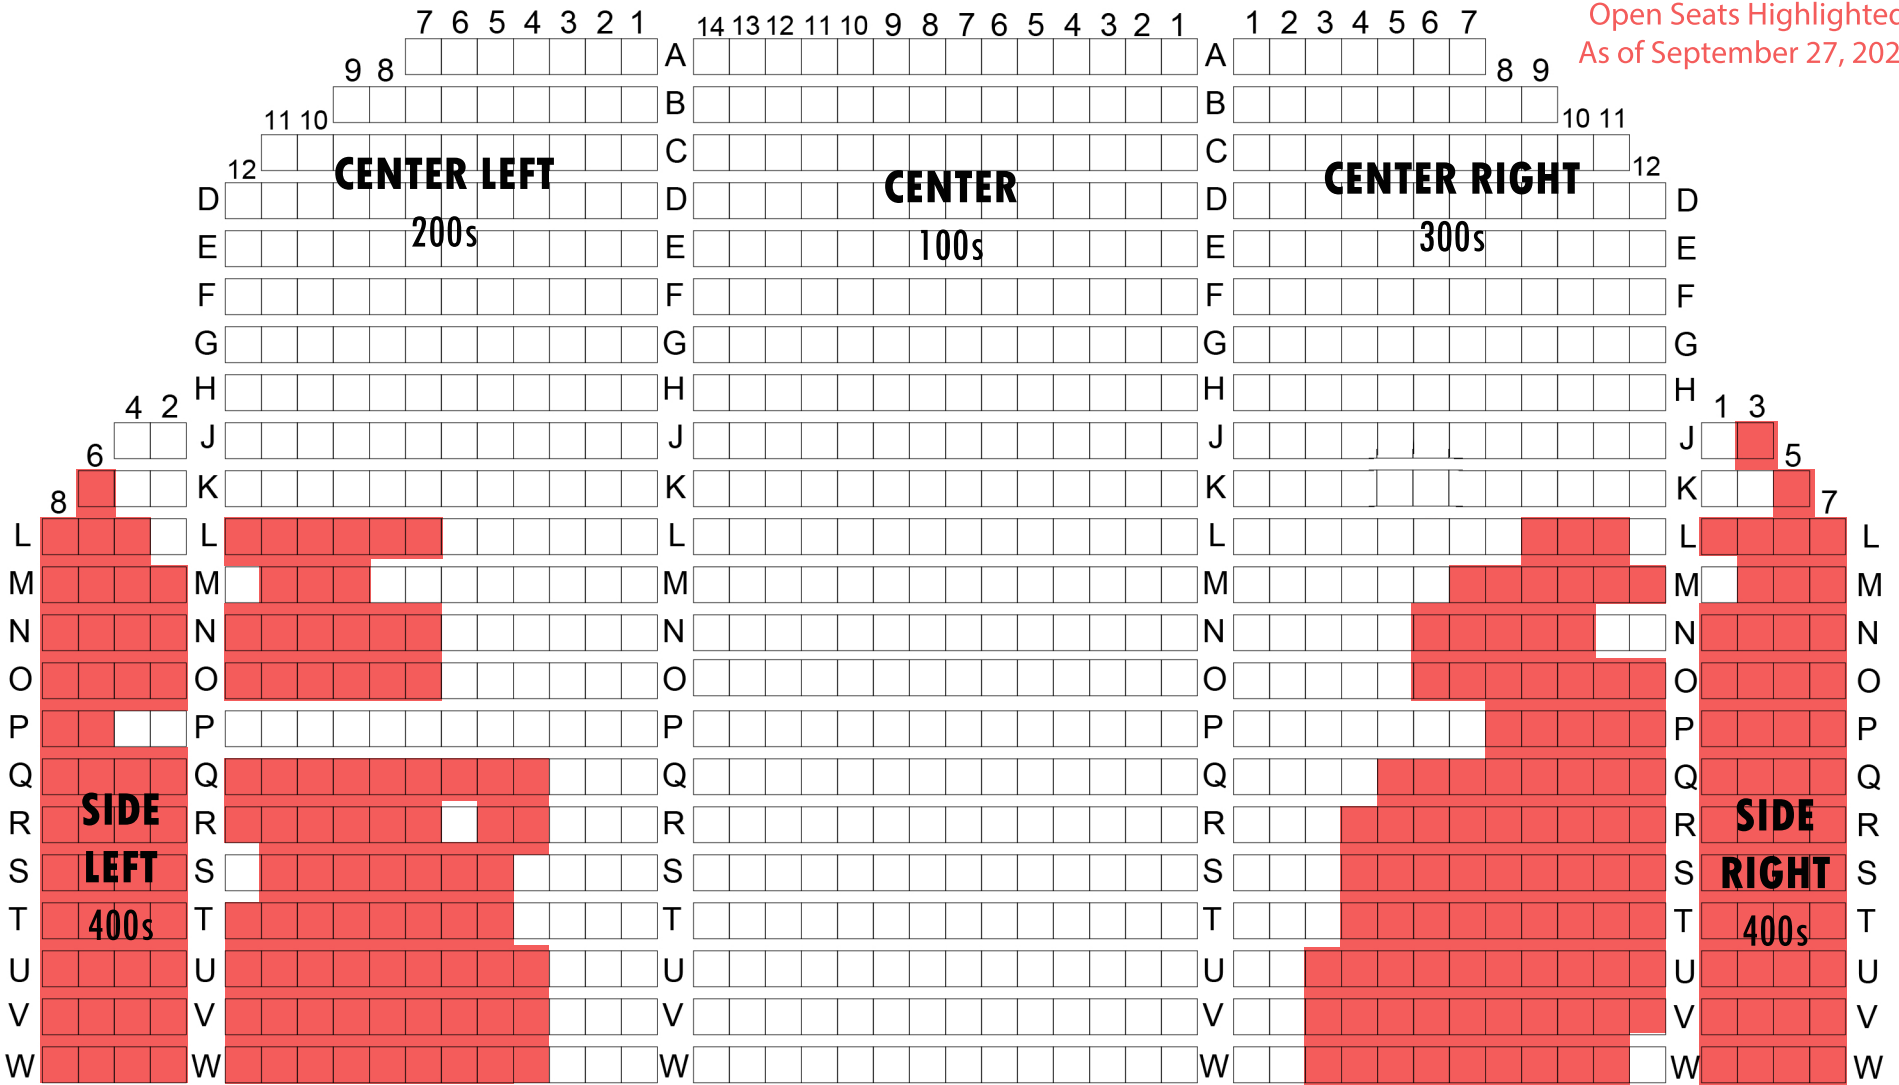 Open Seats Highlighted
As of September 27, 202
7 6 5 4 3 2 1
14 13 12 11 10 9 8 7 6 5 4 3 2 1
1 2 3 4 5 6 7
A A A
9 8
8 9
B B B
11 10
10 11
C C C
12
12
CENTER LEFT
200s
CENTER
100s
CENTER RIGHT
300s
D D D D
E E E E
F F F F
G G G G
H H H H
4 2
1 3
J J J J
6
5
K K K K
8
7
L L L L L L
M M M M M M
N N N N N N
O O O O O O
P P P P P P
Q Q Q Q Q Q
R R R R R R
S S S S S S
T T T T T T
U U U U U U
V V V V V V
W W W W W W
SIDE
LEFT
400s
SIDE
RIGHT
400s